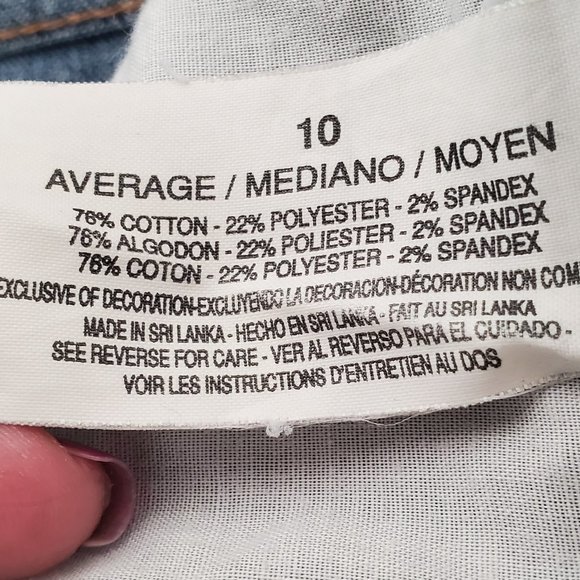 10
AVERAGE / MEDIANO / MOYEN
76% COTTON - 22% POLYESTER - 2% SPANDEX
76% ALGODON - 22% POLIESTER - 2% SPANDEX
76% COTON - 22% POLYESTER - 2% SPANDEX
EXCLUSIVE OF DECORATION-EXCLUYENDO LA DECORACION-DÉCORATION NON COM
MADE IN SRI LANKA - HECHO EN SRI LANKA - FAIT AU SRI LANKA
SEE REVERSE FOR CARE - VER AL REVERSO PARA EL CUIDADO -
VOIR LES INSTRUCTIONS D'ENTRETIEN AU DOS